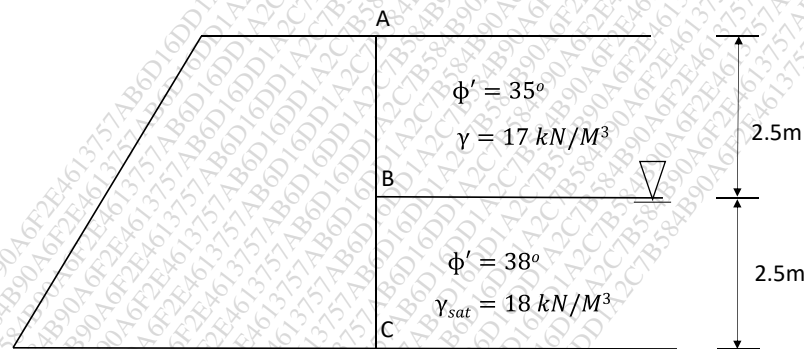 A
ϕ′ = 35°
γ = 17 kN/M³
2.5m
B
ϕ′ = 38°
γsat = 18 kN/M³
2.5m
C